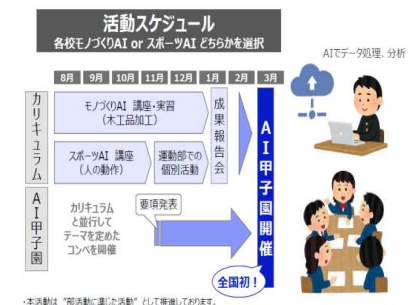 活動スケジュール
各校モノづくりAI or スポーツAI どちらかを選択
AIでデータ処理、分析
8月 9月 10月 11月 12月 1月 2月 3月
カリキュラム
モノづくりAI 講座・実習
（木工品加工）
スポーツAI 講座
（人の動作）
運動部での
個別活動
成果報告会
AI甲子園開催
AI甲子園
カリキュラム
と並行して
テーマを定めた
コンペを開催
要項発表
全国初！
・本活動は “部活動に準じた活動” として推進しております。